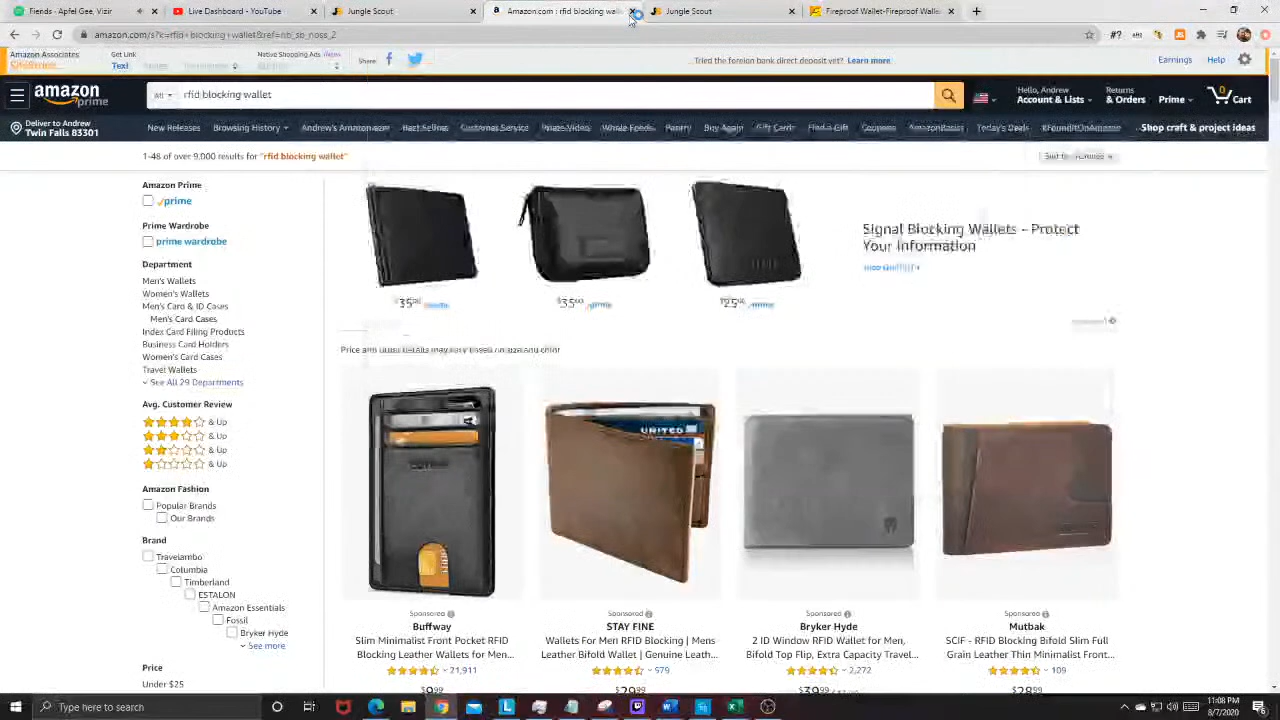 Fiends - Apfel Gee, Vizir
Live Dashboard - YouTube
Jungle Scout
Amazon.com : rfid blocking wall
Jungle Scout
Fireproof Wallet-Fireproof Wallet
amazon.com/s?k=rfid+blocking+wallet&ref=nb_sb_noss_2
Amazon Associates
Get Link
Native Shopping Ads
SiteStripe
Text
Share:
Tried the foreign bank direct deposit yet? Learn more
Earnings
Help
amazon
prime
All
rfid blocking wallet
Hello, Andrew
Account & Lists
Returns
& Orders
Prime
0
Cart
Deliver to Andrew
Twin Falls 83301
New Releases
Browsing History
Andrew's Amazon.com
Best Sellers
Customer Service
Prime Video
Whole Foods
Pantry
Buy Again
Gift Cards
Find a Gift
Coupons
AmazonBasics
Today's Deals
#FoundItOnAmazon
Shop craft & project ideas
1-48 of over 9,000 results for "rfid blocking wallet"
Amazon Prime
prime
Prime Wardrobe
prime wardrobe
Department
Men's Wallets
Women's Wallets
Men's Card & ID Cases
Men's Card Cases
Index Card Filing Products
Business Card Holders
Women's Card Cases
Travel Wallets
See All 29 Departments
Avg. Customer Review
& Up
& Up
& Up
& Up
Amazon Fashion
Popular Brands
Our Brands
Brand
Travelambo
Columbia
Timberland
ESTALON
Amazon Essentials
Fossil
Bryker Hyde
See more
Price
Under $25
Signal Blocking Wallets - Protect
Your Information
Price and other details may vary based on size and color
UNITED
Sponsored
Buffway
Slim Minimalist Front Pocket RFID
Blocking Leather Wallets for Men...
21,911
$9.99
Sponsored
STAY FINE
Wallets For Men RFID Blocking | Mens
Leather Bifold Wallet | Genuine Leath...
979
$29.99
Sponsored
Bryker Hyde
2 ID Window RFID Wallet for Men,
Bifold Top Flip, Extra Capacity Travel...
2,272
$39.99
Sponsored
Mutbak
SCIF - RFID Blocking Bifold Slim Full
Grain Leather Thin Minimalist Front...
109
$28.99
Type here to search
11:08 PM
8/7/2020